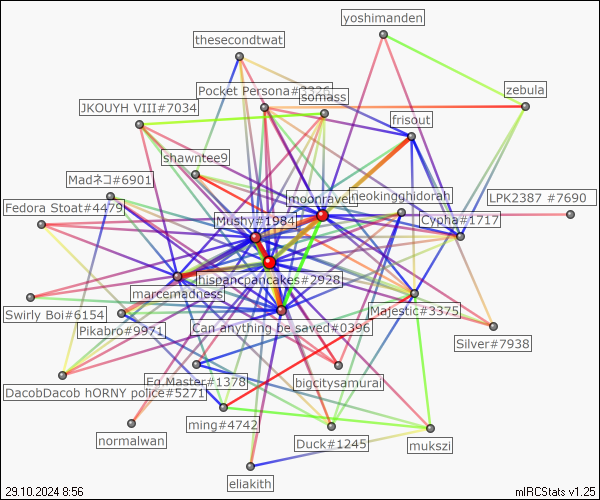 yoshimanden
thesecondtwat
zebula
Pocket Persona#2326
somass
JKOUYH VIII#7034
frisout
shawntee9
Madネコ#6901
moonraven
neokingghidorah
LPK2387 #7690
Fedora Stoat#4479
Mushy#1984
Cypha#1717
hispancpancakes#2928
marcemadness
Majestic#3375
Swirly Boi#6154
Pikabro#9971
Can anything be saved#0396
Silver#7938
Eg Master#1378
bigcitysamurai
DacobDacob hORNY police#5271
ming#4742
normalwan
Duck#1245
mukszi
eliakith
29.10.2024 8:56
mIRCStats v1.25